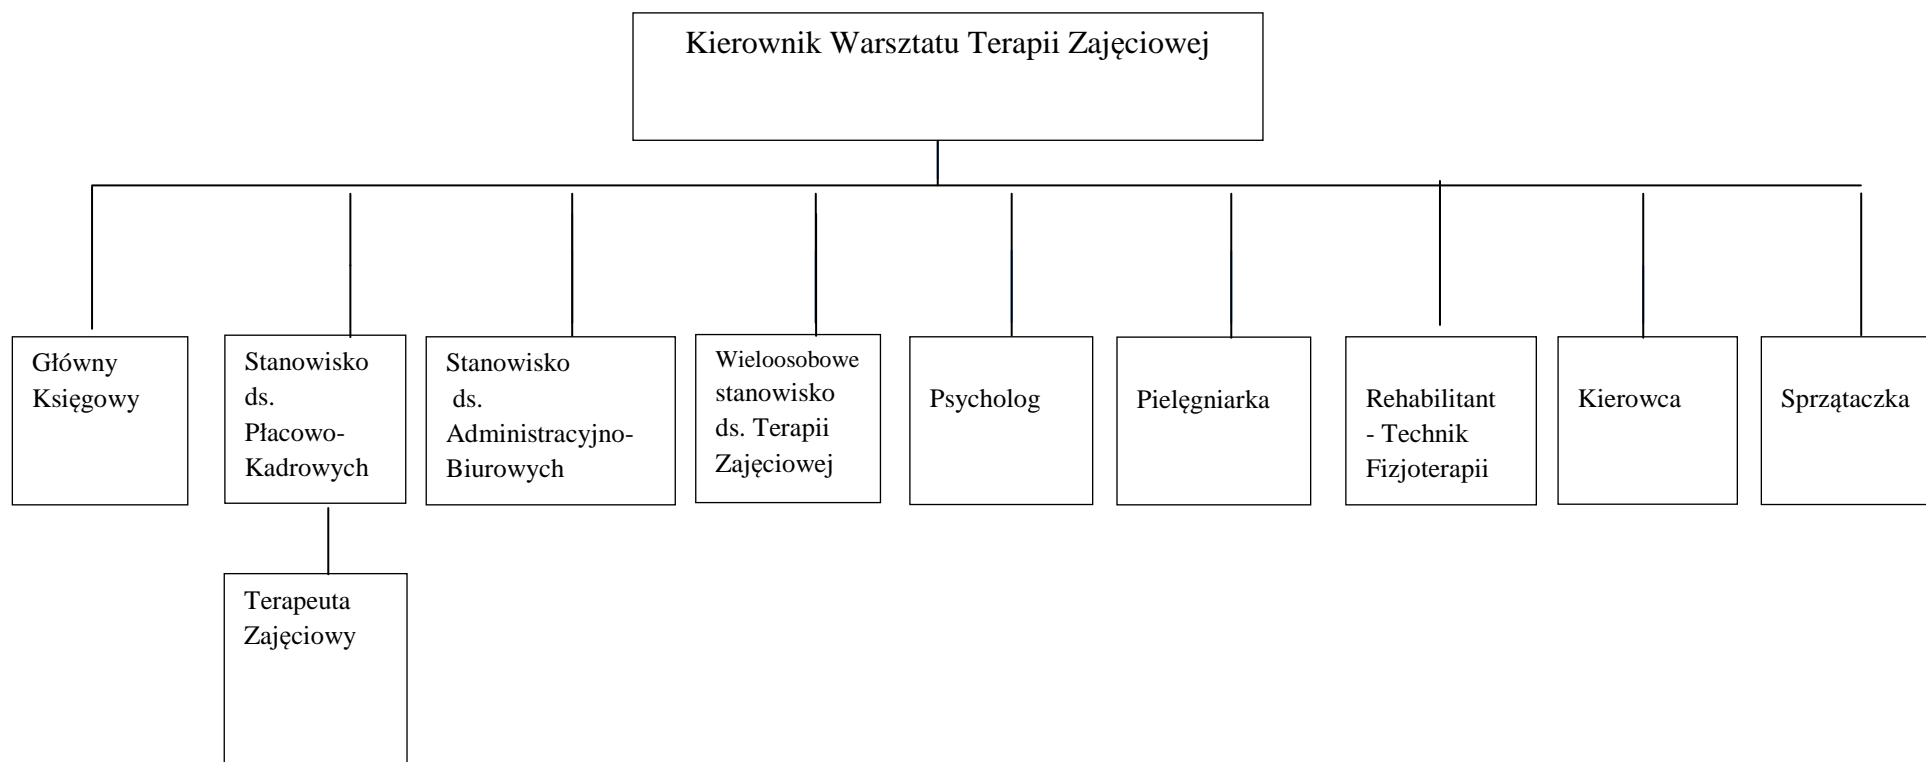 Kierownik Warsztatu Terapii Zajęciowej
Główny
Księgowy
Stanowisko
ds.
Płacowo-
Kadrowych
Stanowisko
ds.
Administracyjno-
Biurowych
Wieloosobowe
stanowisko
ds. Terapii
Zajęciowej
Psycholog
Pielęgniarka
Rehabilitant
- Technik
Fizjoterapii
Kierowca
Sprzątaczka
Terapeuta
Zajęciowy